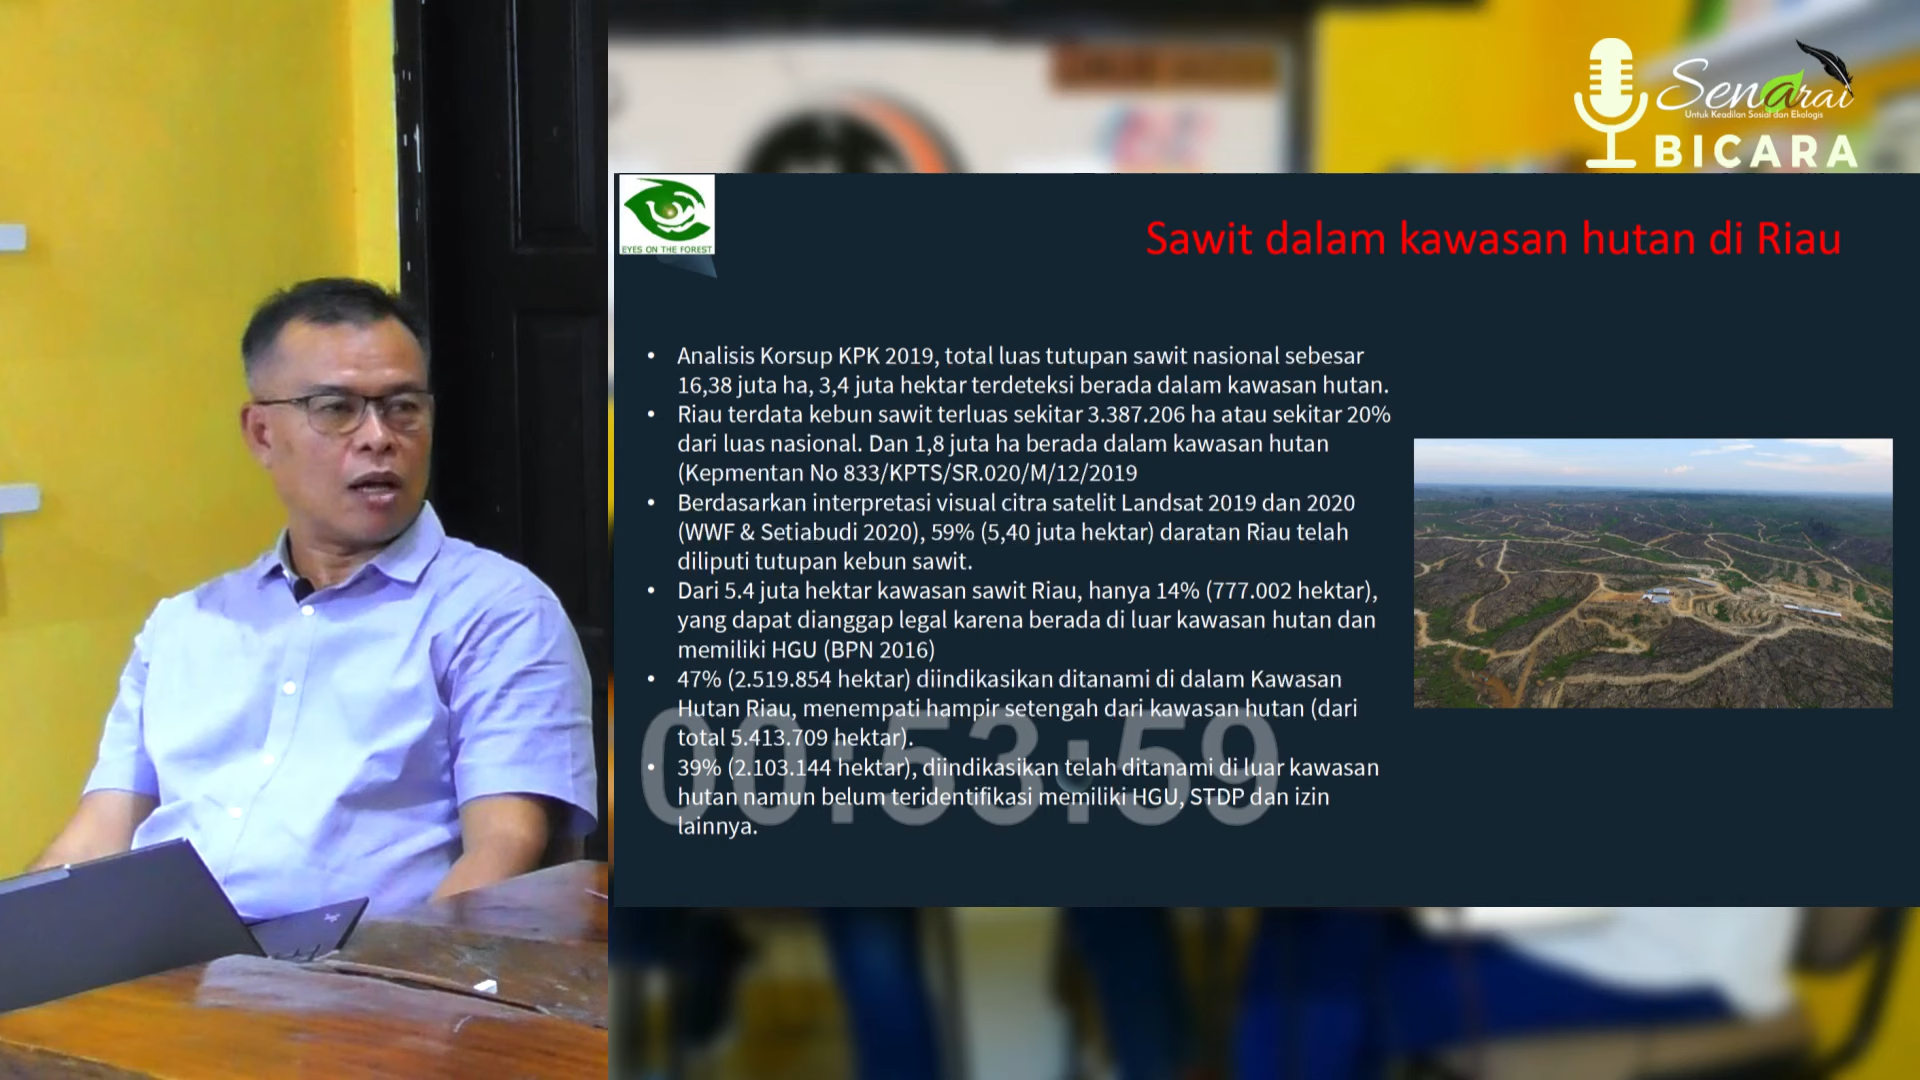 Senarai
Untuk Keadilan Sosial dan Ekologis
BICARA
EYES ON THE FOREST
Sawit dalam kawasan hutan di Riau
• Analisis Korsup KPK 2019, total luas tutupan sawit nasional sebesar
16,38 juta ha, 3,4 juta hektar terdeteksi berada dalam kawasan hutan.
• Riau terdata kebun sawit terluas sekitar 3.387.206 ha atau sekitar 20%
dari luas nasional. Dan 1,8 juta ha berada dalam kawasan hutan
(Kepmentan No 833/KPTS/SR.020/M/12/2019
• Berdasarkan interpretasi visual citra satelit Landsat 2019 dan 2020
(WWF & Setiabudi 2020), 59% (5,40 juta hektar) daratan Riau telah
diliputi tutupan kebun sawit.
• Dari 5.4 juta hektar kawasan sawit Riau, hanya 14% (777.002 hektar),
yang dapat dianggap legal karena berada di luar kawasan hutan dan
memiliki HGU (BPN 2016)
• 47% (2.519.854 hektar) diindikasikan ditanami di dalam Kawasan
Hutan Riau, menempati hampir setengah dari kawasan hutan (dari
total 5.413.709 hektar).
• 39% (2.103.144 hektar), diindikasikan telah ditanami di luar kawasan
hutan namun belum teridentifikasi memiliki HGU, STDP dan izin
lainnya.
00:53:59
hp